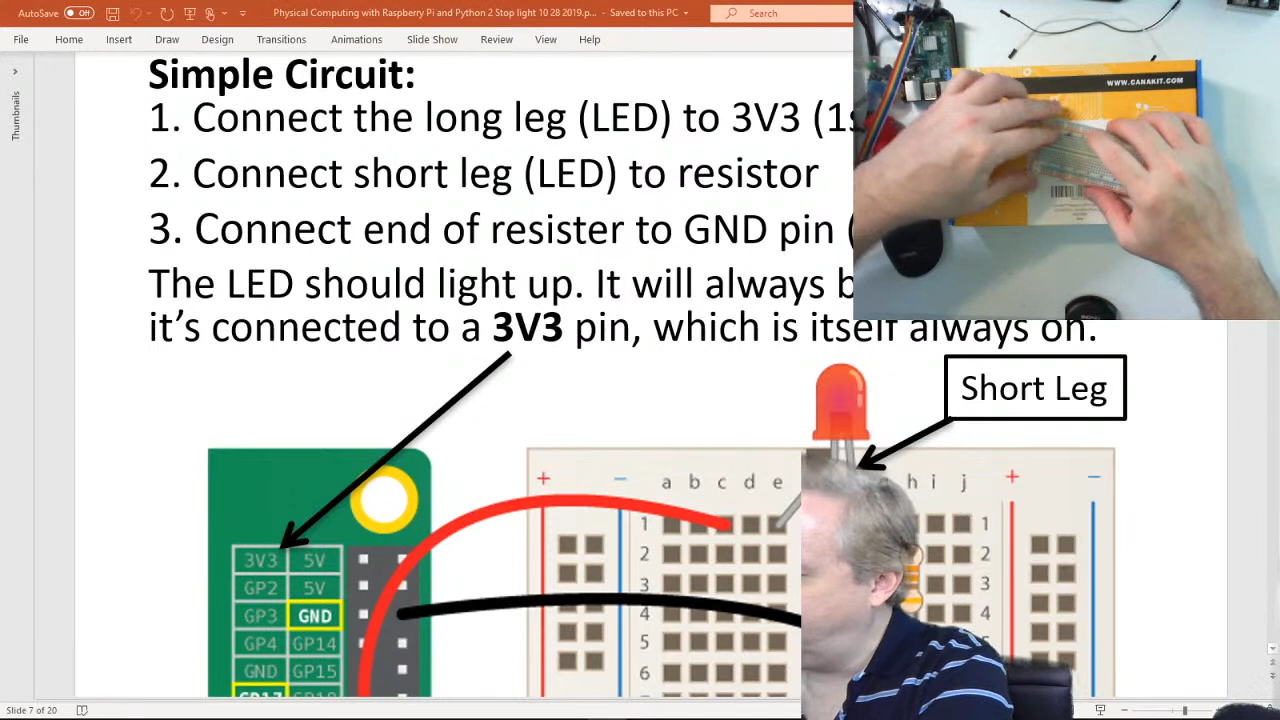 AutoSave Off Physical Computing with Raspberry Pi and Python 2 Stop light 10 28 2019.p... - Saved to this PC Search
File Home Insert Draw Design Transitions Animations Slide Show Review View Help
Thumbnails
WWW.CANAKIT.COM
Simple Circuit:
1. Connect the long leg (LED) to 3V3 (1s
2. Connect short leg (LED) to resistor
3. Connect end of resister to GND pin (
The LED should light up. It will always b
it's connected to a 3V3 pin, which is itself always on.
Short Leg
+ − a b c d e h i j + −
1 1
2 2
3 3
4 4
5
6
3V3 5V
GP2 5V
GP3 GND
GP4 GP14
GND GP15
GP17 GP18
Slide 7 of 20